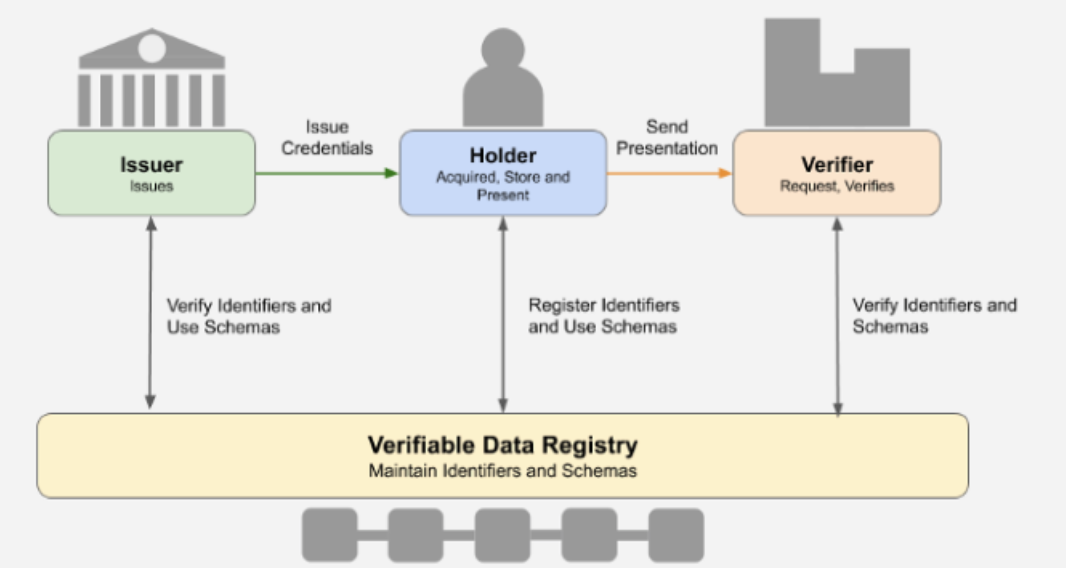 Issue
Credentials
Send
Presentation
Issuer
Issues
Holder
Acquired, Store and
Present
Verifier
Request, Verifies
Verify Identifiers and
Use Schemas
Register Identifiers
and Use Schemas
Verify Identifiers and
Schemas
Verifiable Data Registry
Maintain Identifiers and Schemas